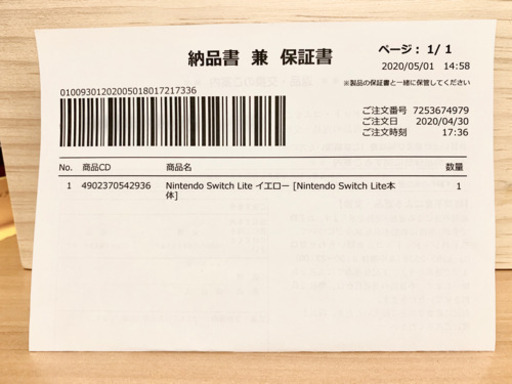 納品書 兼 保証書
ページ： 1/ 1
2020/05/01 14:58
※製品の保証書と一緒に保管してください
01009301202005018017217336
ご注文番号 7253674979
ご注文日 2020/04/30
ご注文時刻 17:36
No. 商品CD 商品名 数量
1 4902370542936 Nintendo Switch Lite イエロー [Nintendo Switch Lite本 1
体]